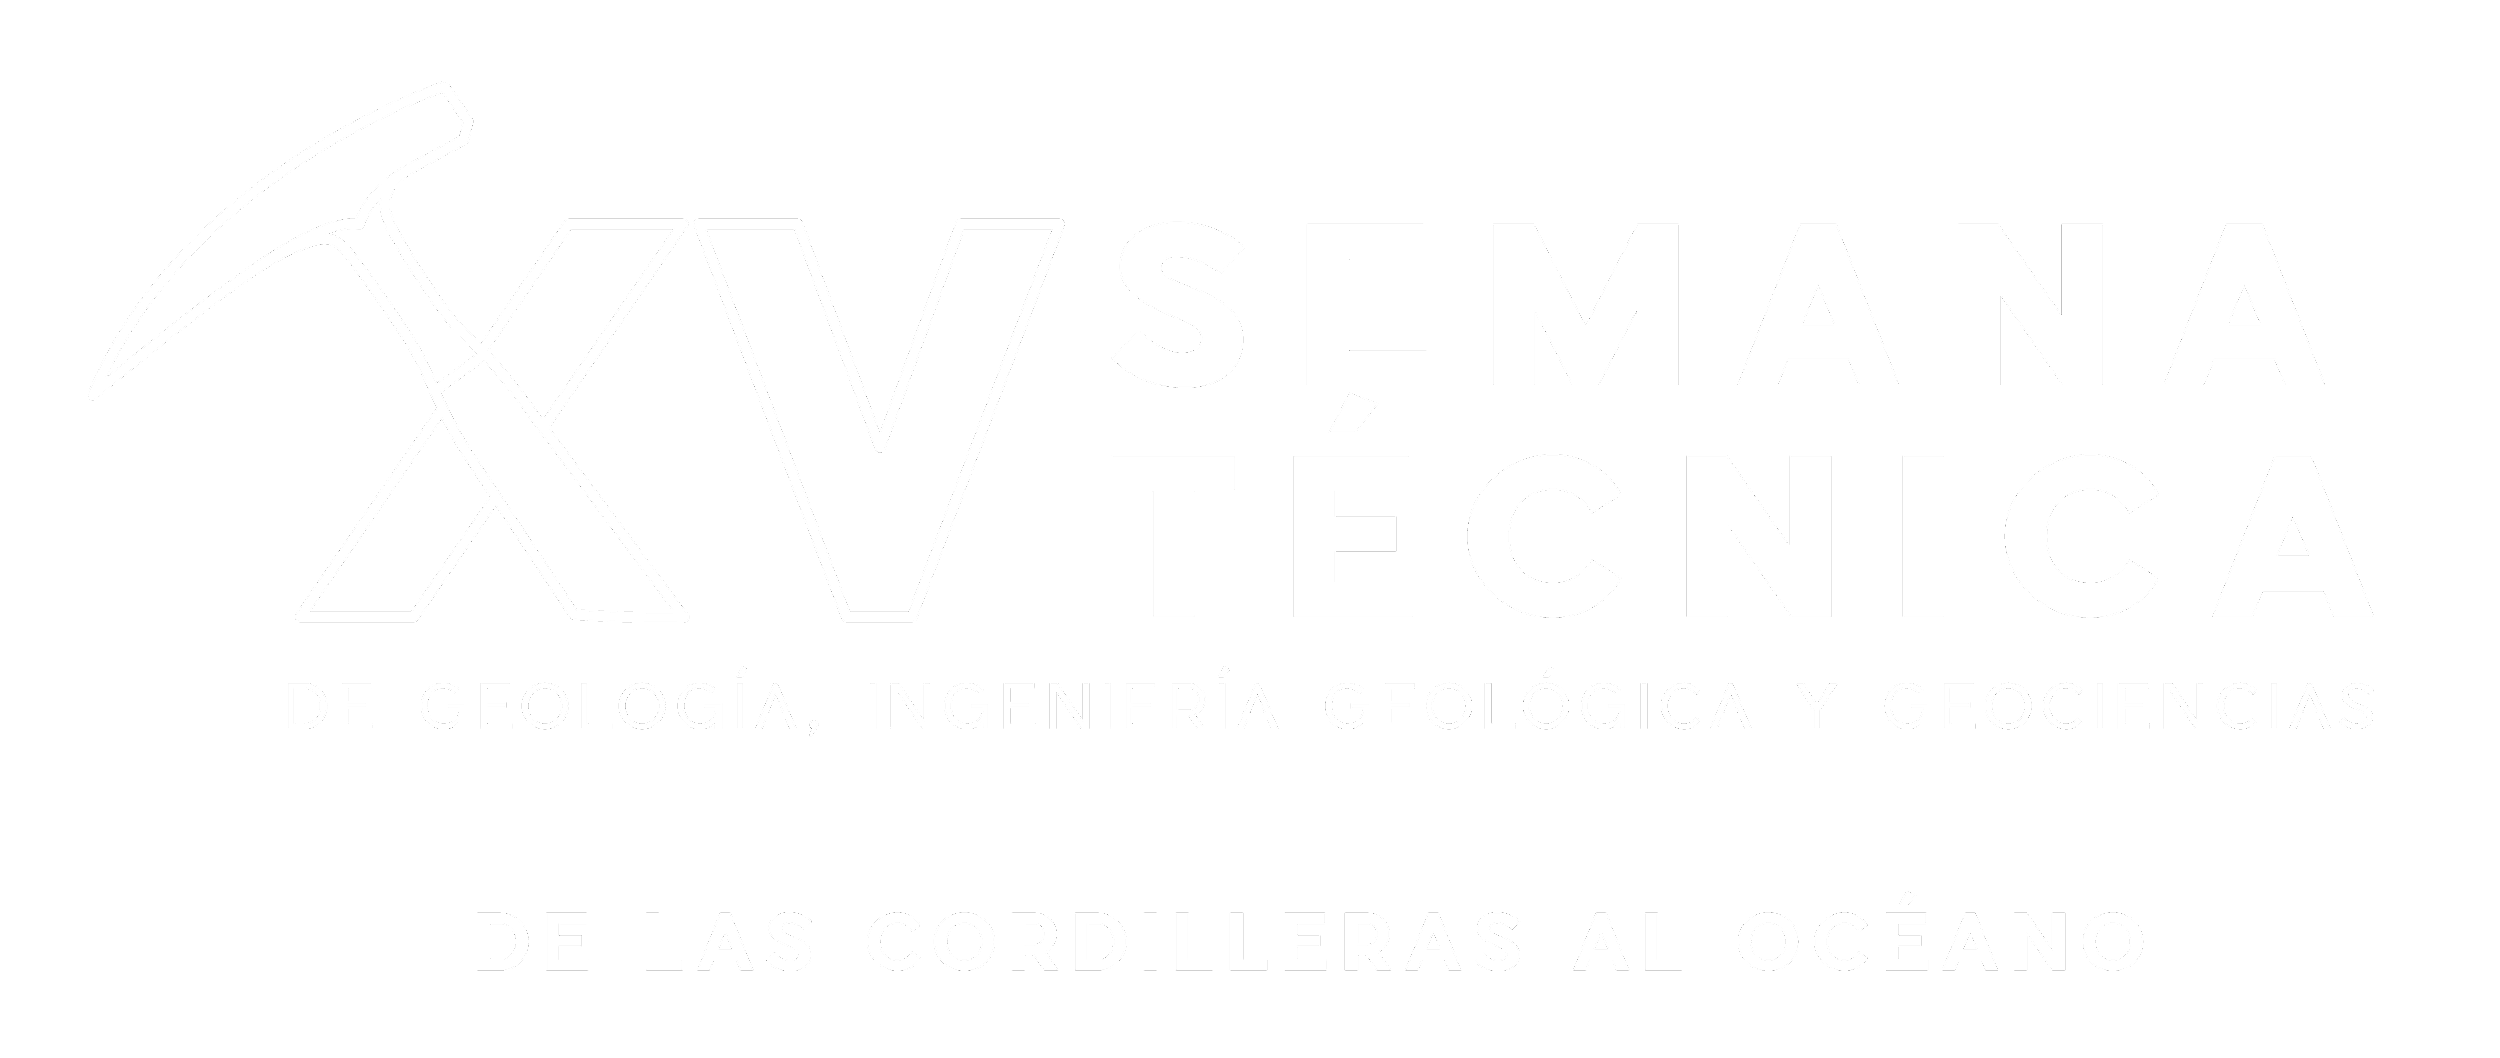 XV SEMANA
TÉCNICA
DE GEOLOGÍA, INGENIERÍA GEOLÓGICA Y GEOCIENCIAS
DE LAS CORDILLERAS AL OCÉANO